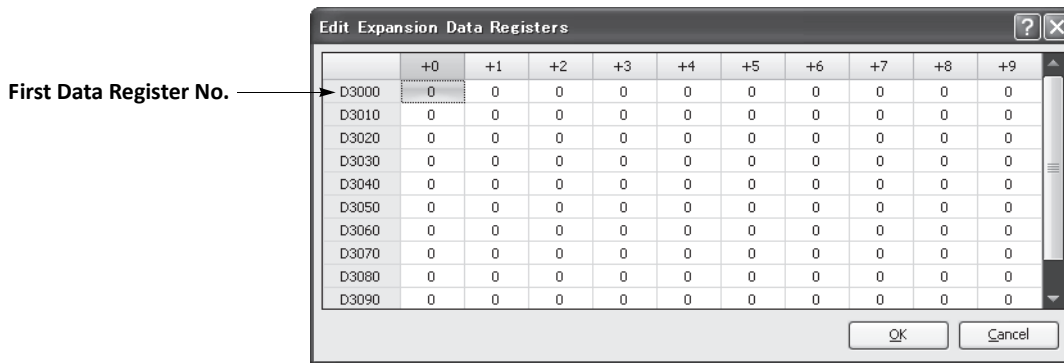 Edit Expansion Data Registers
+0 +1 +2 +3 +4 +5 +6 +7 +8 +9
First Data Register No. D3000 0 0 0 0 0 0 0 0 0 0
D3010 0 0 0 0 0 0 0 0 0 0
D3020 0 0 0 0 0 0 0 0 0 0
D3030 0 0 0 0 0 0 0 0 0 0
D3040 0 0 0 0 0 0 0 0 0 0
D3050 0 0 0 0 0 0 0 0 0 0
D3060 0 0 0 0 0 0 0 0 0 0
D3070 0 0 0 0 0 0 0 0 0 0
D3080 0 0 0 0 0 0 0 0 0 0
D3090 0 0 0 0 0 0 0 0 0 0
OK Cancel